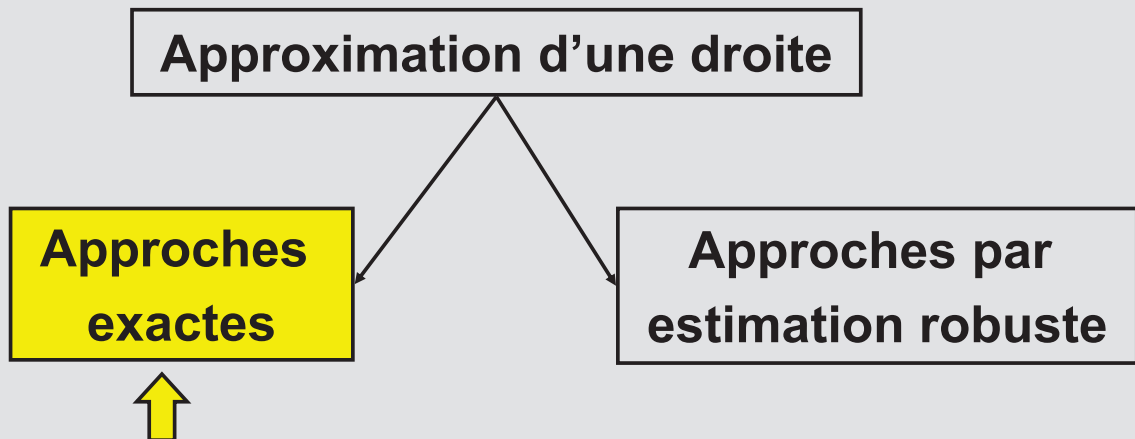 Approximation d’une droite
Approches
exactes
Approches par
estimation robuste